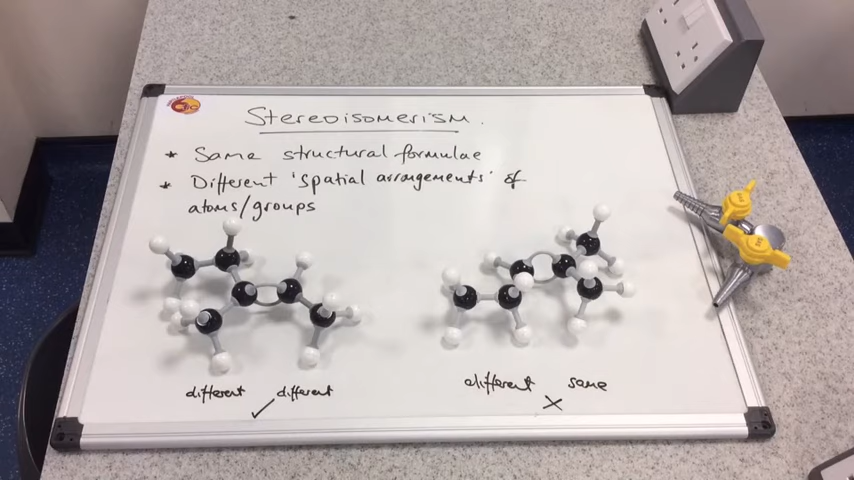 Stereoisomerism.
* Same structural formulae
* Different 'spatial arrangements' of
atoms/groups
different different
✓
different same
✗